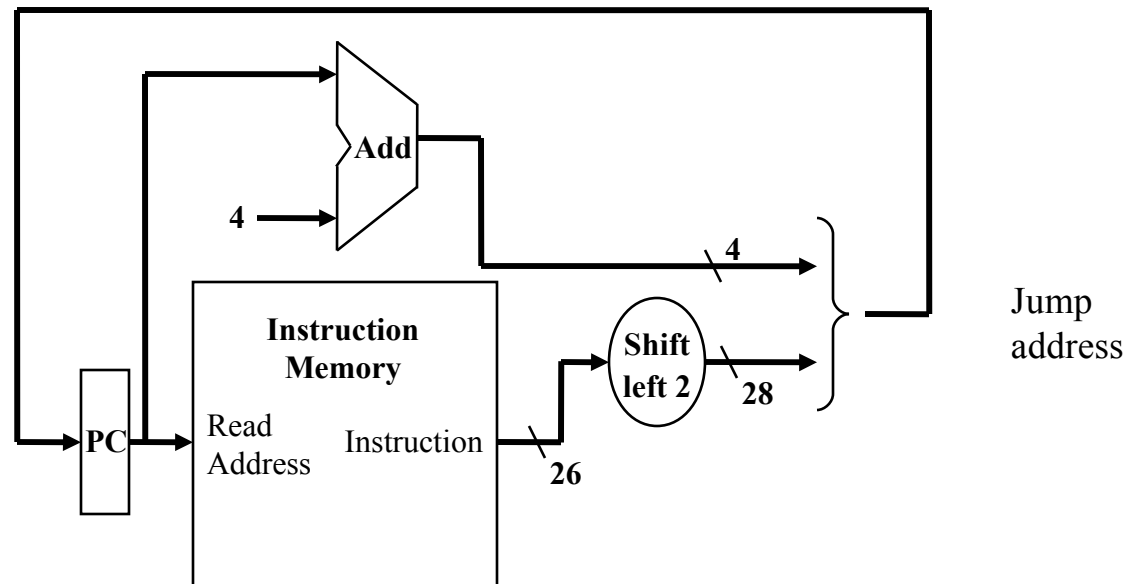 Add
4
4
Instruction
Memory
Shift
left 2
Jump
address
28
PC
Read
Address
Instruction
26